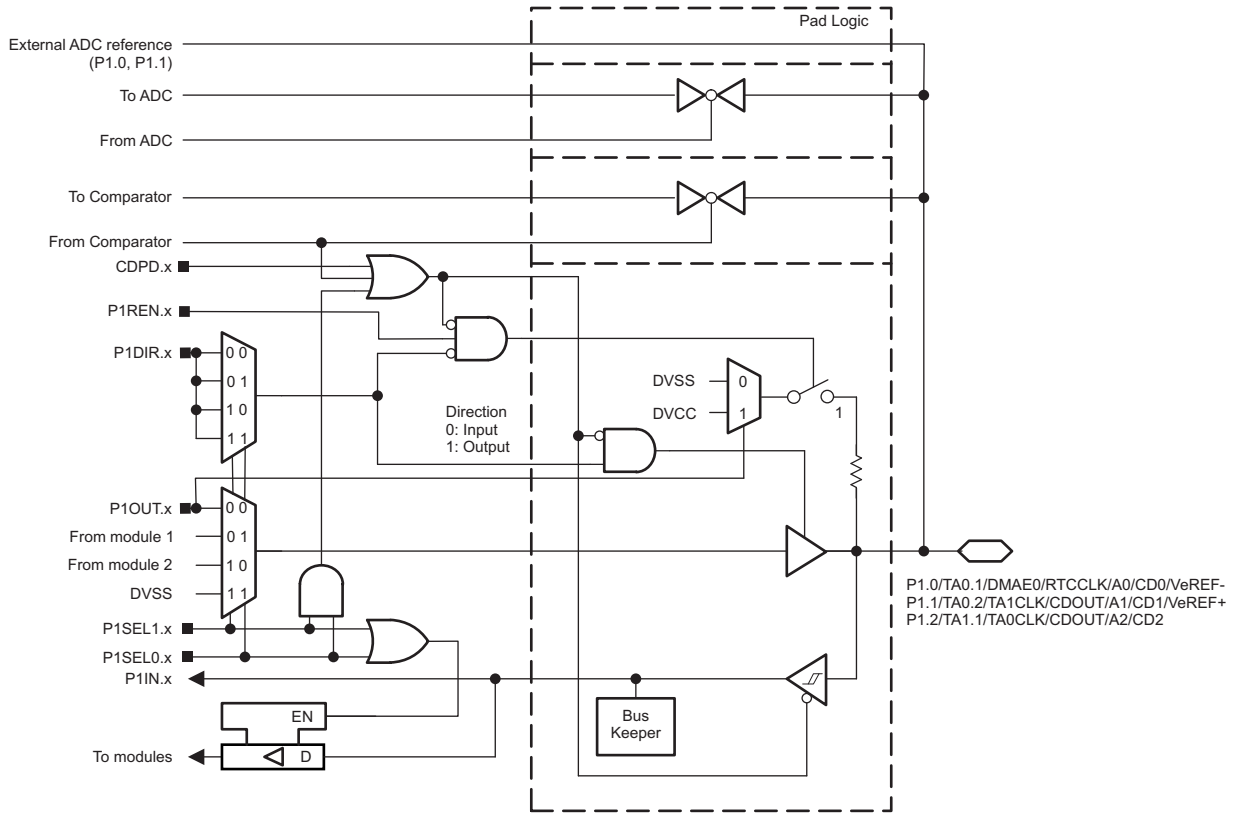 Pad Logic
External ADC reference
(P1.0, P1.1)
To ADC
From ADC
To Comparator
From Comparator
CDPD.x
P1REN.x
P1DIR.x
0 0
0 1
1 0
1 1
Direction
0: Input
1: Output
DVSS
0
DVCC
1
1
P1OUT.x
0 0
From module 1
0 1
From module 2
1 0
DVSS
1 1
P1.0/TA0.1/DMAE0/RTCCLK/A0/CD0/VeREF-
P1.1/TA0.2/TA1CLK/CDOUT/A1/CD1/VeREF+
P1.2/TA1.1/TA0CLK/CDOUT/A2/CD2
P1SEL1.x
P1SEL0.x
P1IN.x
EN
Bus
Keeper
To modules
D